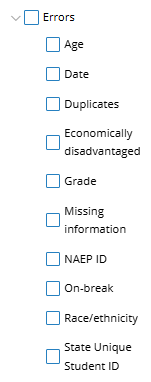 Errors
Age
Date
Duplicates
Economically
disadvantaged
Grade
Missing
information
NAEP ID
On-break
Race/ethnicity
State Unique
Student ID